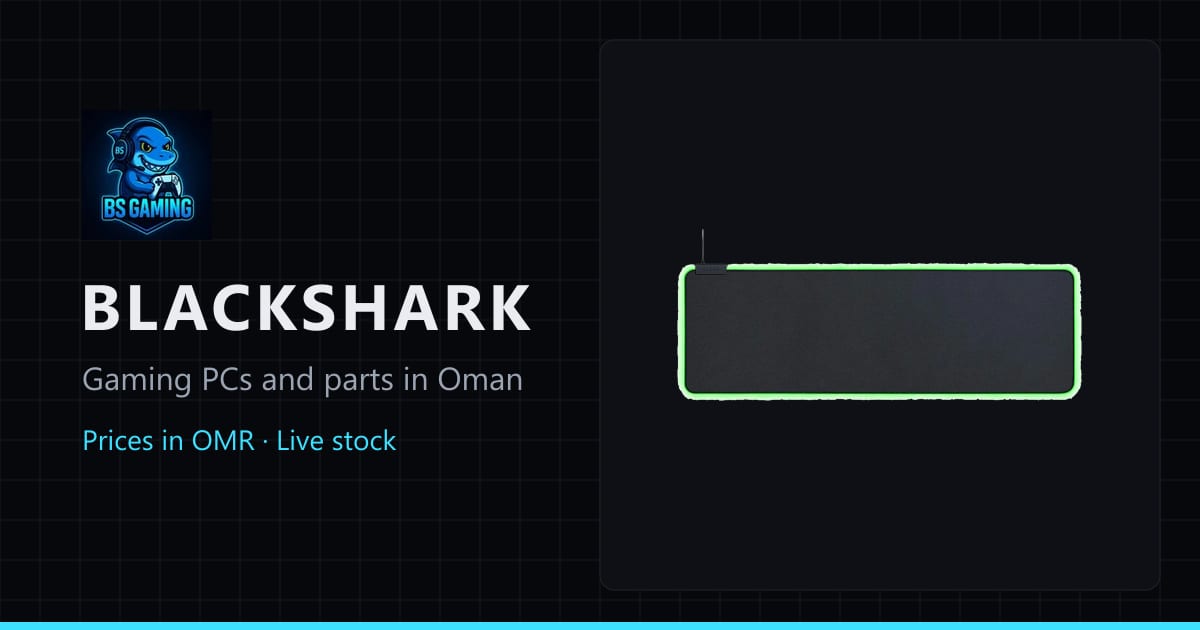 BS
BS GAMING
BLACKSHARK
Gaming PCs and parts in Oman
Prices in OMR · Live stock